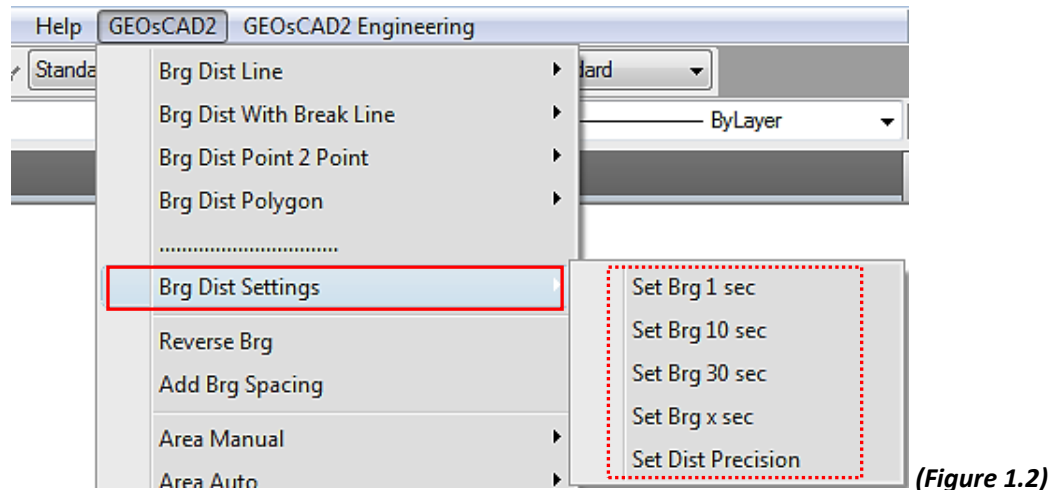 Help GEOsCAD2 GEOsCAD2 Engineering
Standa dard
Brg Dist Line
Brg Dist With Break Line
ByLayer
Brg Dist Point 2 Point
Brg Dist Polygon
................................
Brg Dist Settings
Set Brg 1 sec
Set Brg 10 sec
Reverse Brg
Set Brg 30 sec
Add Brg Spacing
Set Brg x sec
Area Manual
Set Dist Precision
Area Auto
(Figure 1.2)